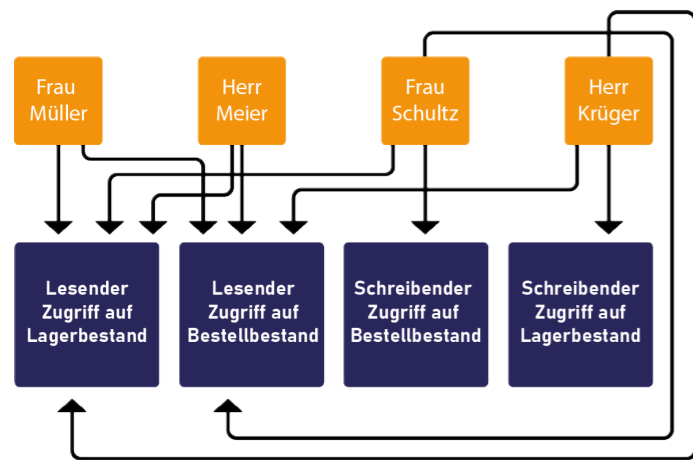 Frau
Müller
Herr
Meier
Frau
Schultz
Herr
Krüger
Lesender
Zugriff auf
Lagerbestand
Lesender
Zugriff auf
Bestellbestand
Schreibender
Zugriff auf
Bestellbestand
Schreibender
Zugriff auf
Lagerbestand